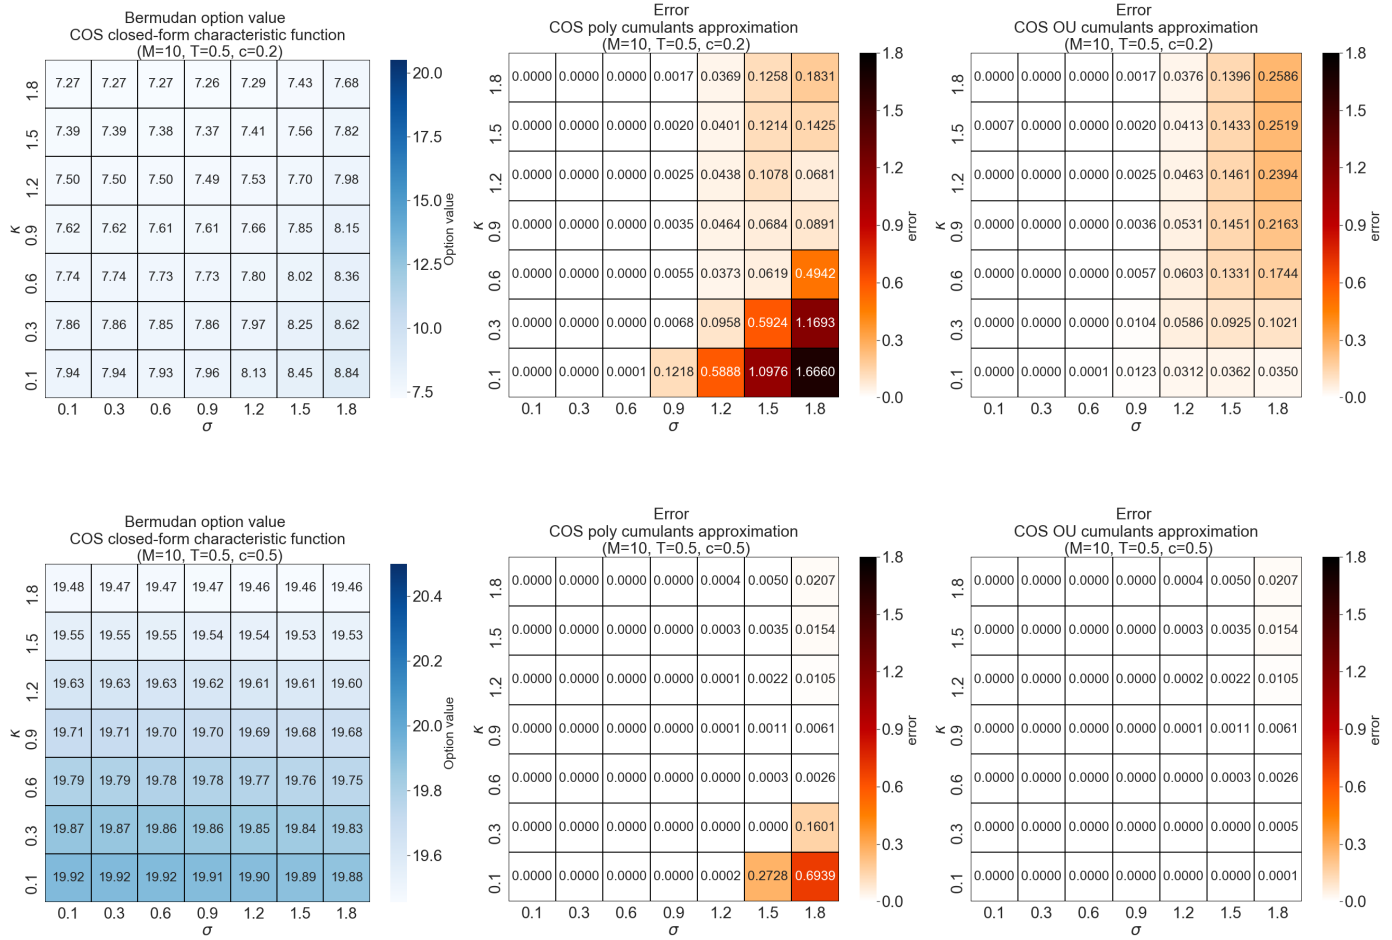 Bermudan option value
COS closed-form characteristic function
(M=10, T=0.5, c=0.2)
1.8 7.27 7.27 7.27 7.26 7.29 7.43 7.68
1.5 7.39 7.39 7.38 7.37 7.41 7.56 7.82
1.2 7.50 7.50 7.50 7.49 7.53 7.70 7.98
κ
0.9 7.62 7.62 7.61 7.61 7.66 7.85 8.15
0.6 7.74 7.74 7.73 7.73 7.80 8.02 8.36
0.3 7.86 7.86 7.85 7.86 7.97 8.25 8.62
0.1 7.94 7.94 7.93 7.96 8.13 8.45 8.84
0.1 0.3 0.6 0.9 1.2 1.5 1.8
σ
20.0
17.5
15.0
12.5
10.0
7.5
Option value
Error
COS poly cumulants approximation
(M=10, T=0.5, c=0.2)
1.8 0.0000 0.0000 0.0000 0.0017 0.0369 0.1258 0.1831
1.5 0.0000 0.0000 0.0000 0.0020 0.0401 0.1214 0.1425
1.2 0.0000 0.0000 0.0000 0.0025 0.0438 0.1078 0.0681
κ
0.9 0.0000 0.0000 0.0000 0.0035 0.0464 0.0684 0.0891
0.6 0.0000 0.0000 0.0000 0.0055 0.0373 0.0619 0.4942
0.3 0.0000 0.0000 0.0000 0.0068 0.0958 0.5924 1.1693
0.1 0.0000 0.0000 0.0001 0.1218 0.5888 1.0976 1.6660
0.1 0.3 0.6 0.9 1.2 1.5 1.8
σ
1.8
1.5
1.2
0.9
0.6
0.3
0.0
error
Error
COS OU cumulants approximation
(M=10, T=0.5, c=0.2)
1.8 0.0000 0.0000 0.0000 0.0017 0.0376 0.1396 0.2586
1.5 0.0007 0.0000 0.0000 0.0020 0.0413 0.1433 0.2519
1.2 0.0000 0.0000 0.0000 0.0025 0.0463 0.1461 0.2394
κ
0.9 0.0000 0.0000 0.0000 0.0036 0.0531 0.1451 0.2163
0.6 0.0000 0.0000 0.0000 0.0057 0.0603 0.1331 0.1744
0.3 0.0000 0.0000 0.0000 0.0104 0.0586 0.0925 0.1021
0.1 0.0000 0.0000 0.0001 0.0123 0.0312 0.0362 0.0350
0.1 0.3 0.6 0.9 1.2 1.5 1.8
σ
1.8
1.5
1.2
0.9
0.6
0.3
0.0
error
Bermudan option value
COS closed-form characteristic function
(M=10, T=0.5, c=0.5)
1.8 19.48 19.47 19.47 19.47 19.46 19.46 19.46
1.5 19.55 19.55 19.55 19.54 19.54 19.53 19.53
1.2 19.63 19.63 19.63 19.62 19.61 19.61 19.60
κ
0.9 19.71 19.71 19.70 19.70 19.69 19.68 19.68
0.6 19.79 19.79 19.78 19.78 19.77 19.76 19.75
0.3 19.87 19.87 19.86 19.86 19.85 19.84 19.83
0.1 19.92 19.92 19.92 19.91 19.90 19.89 19.88
0.1 0.3 0.6 0.9 1.2 1.5 1.8
σ
20.4
20.2
20.0
19.8
19.6
Option value
Error
COS poly cumulants approximation
(M=10, T=0.5, c=0.5)
1.8 0.0000 0.0000 0.0000 0.0000 0.0004 0.0050 0.0207
1.5 0.0000 0.0000 0.0000 0.0000 0.0003 0.0035 0.0154
1.2 0.0000 0.0000 0.0000 0.0000 0.0001 0.0022 0.0105
κ
0.9 0.0000 0.0000 0.0000 0.0000 0.0001 0.0011 0.0061
0.6 0.0000 0.0000 0.0000 0.0000 0.0000 0.0003 0.0026
0.3 0.0000 0.0000 0.0000 0.0000 0.0000 0.0000 0.1601
0.1 0.0000 0.0000 0.0000 0.0000 0.0002 0.2728 0.6939
0.1 0.3 0.6 0.9 1.2 1.5 1.8
σ
1.8
1.5
1.2
0.9
0.6
0.3
0.0
error
Error
COS OU cumulants approximation
(M=10, T=0.5, c=0.5)
1.8 0.0000 0.0000 0.0000 0.0000 0.0004 0.0050 0.0207
1.5 0.0000 0.0000 0.0000 0.0000 0.0003 0.0035 0.0154
1.2 0.0000 0.0000 0.0000 0.0000 0.0002 0.0022 0.0105
κ
0.9 0.0000 0.0000 0.0000 0.0000 0.0001 0.0011 0.0061
0.6 0.0000 0.0000 0.0000 0.0000 0.0000 0.0003 0.0026
0.3 0.0000 0.0000 0.0000 0.0000 0.0000 0.0000 0.0005
0.1 0.0000 0.0000 0.0000 0.0000 0.0000 0.0000 0.0001
0.1 0.3 0.6 0.9 1.2 1.5 1.8
σ
1.8
1.5
1.2
0.9
0.6
0.3
0.0
error